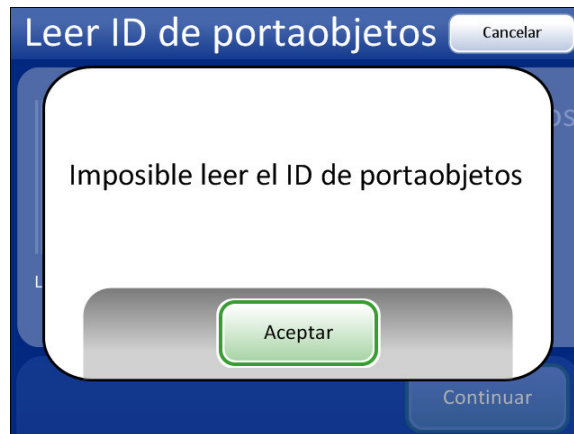 Leer ID de portaobjetos
Cancelar
Imposible leer el ID de portaobjetos
Aceptar
Continuar